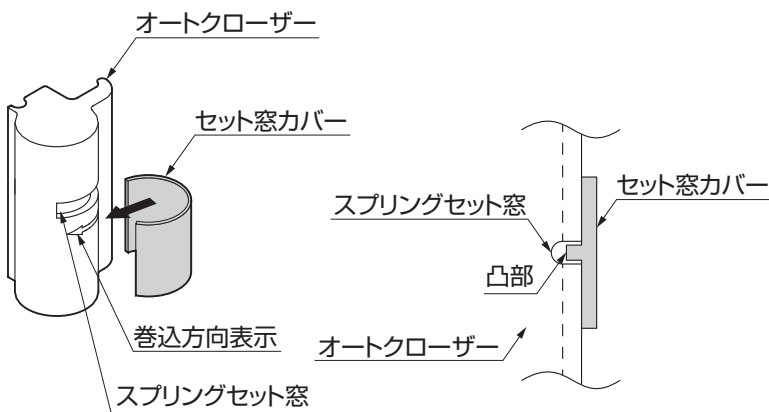 オートクローザー
セット窓カバー
巻込方向表示
スプリングセット窓
セット窓カバー
スプリングセット窓
凸部
オートクローザー